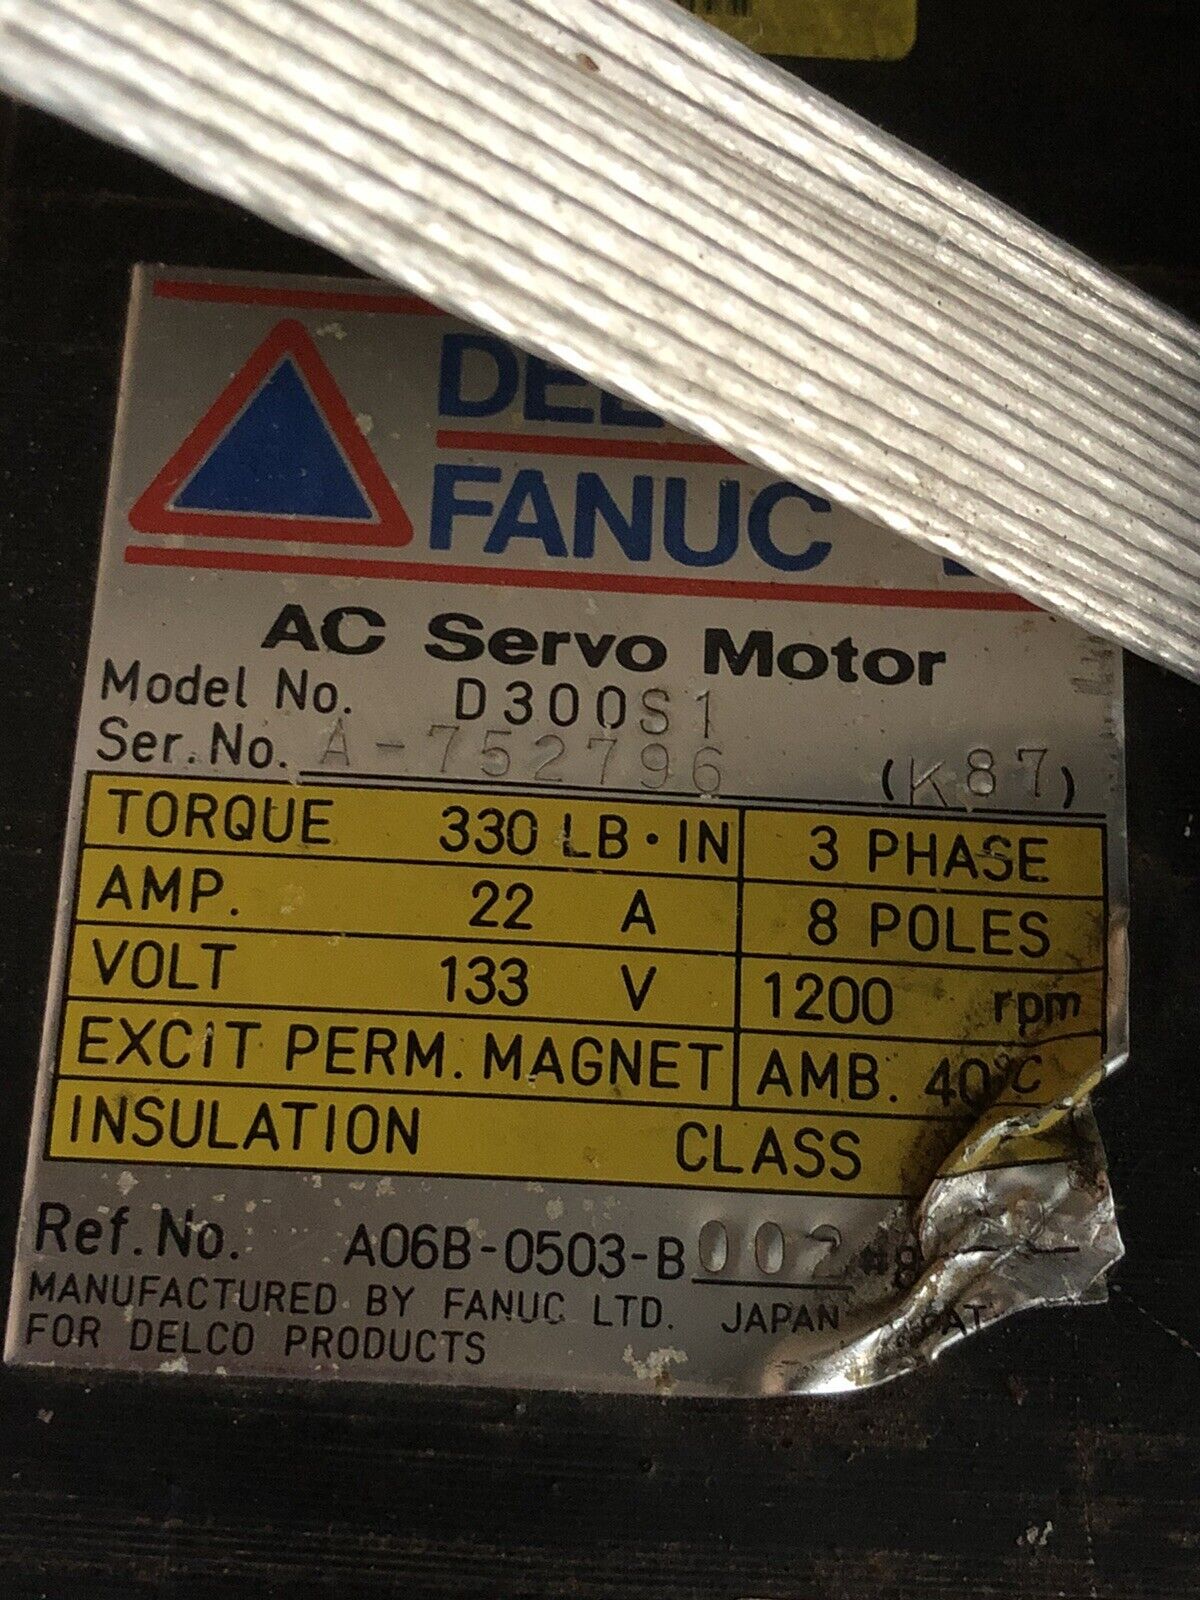 FANUC
AC Servo Motor
Model No. D300S1
Ser. No. A-752796 (K87)
TORQUE 330 LB·IN 3 PHASE
AMP. 22 A 8 POLES
VOLT 133 V 1200 rpm
EXCIT PERM. MAGNET AMB. 40°C
INSULATION CLASS
Ref. No. A06B-0503-B002 #8
MANUFACTURED BY FANUC LTD. JAPAN PAT
FOR DELCO PRODUCTS